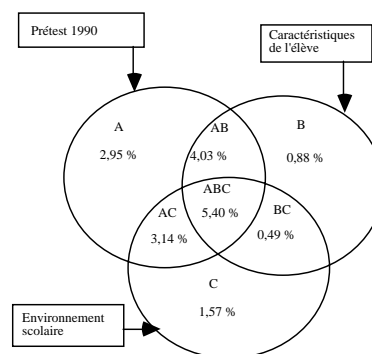 Prétest 1990
Caractéristiques
de l'élève
A
AB
B
2,95 %
4,03 %
0,88 %
ABC
AC
5,40 %
BC
3,14 %
0,49 %
C
1,57 %
Environnement
scolaire